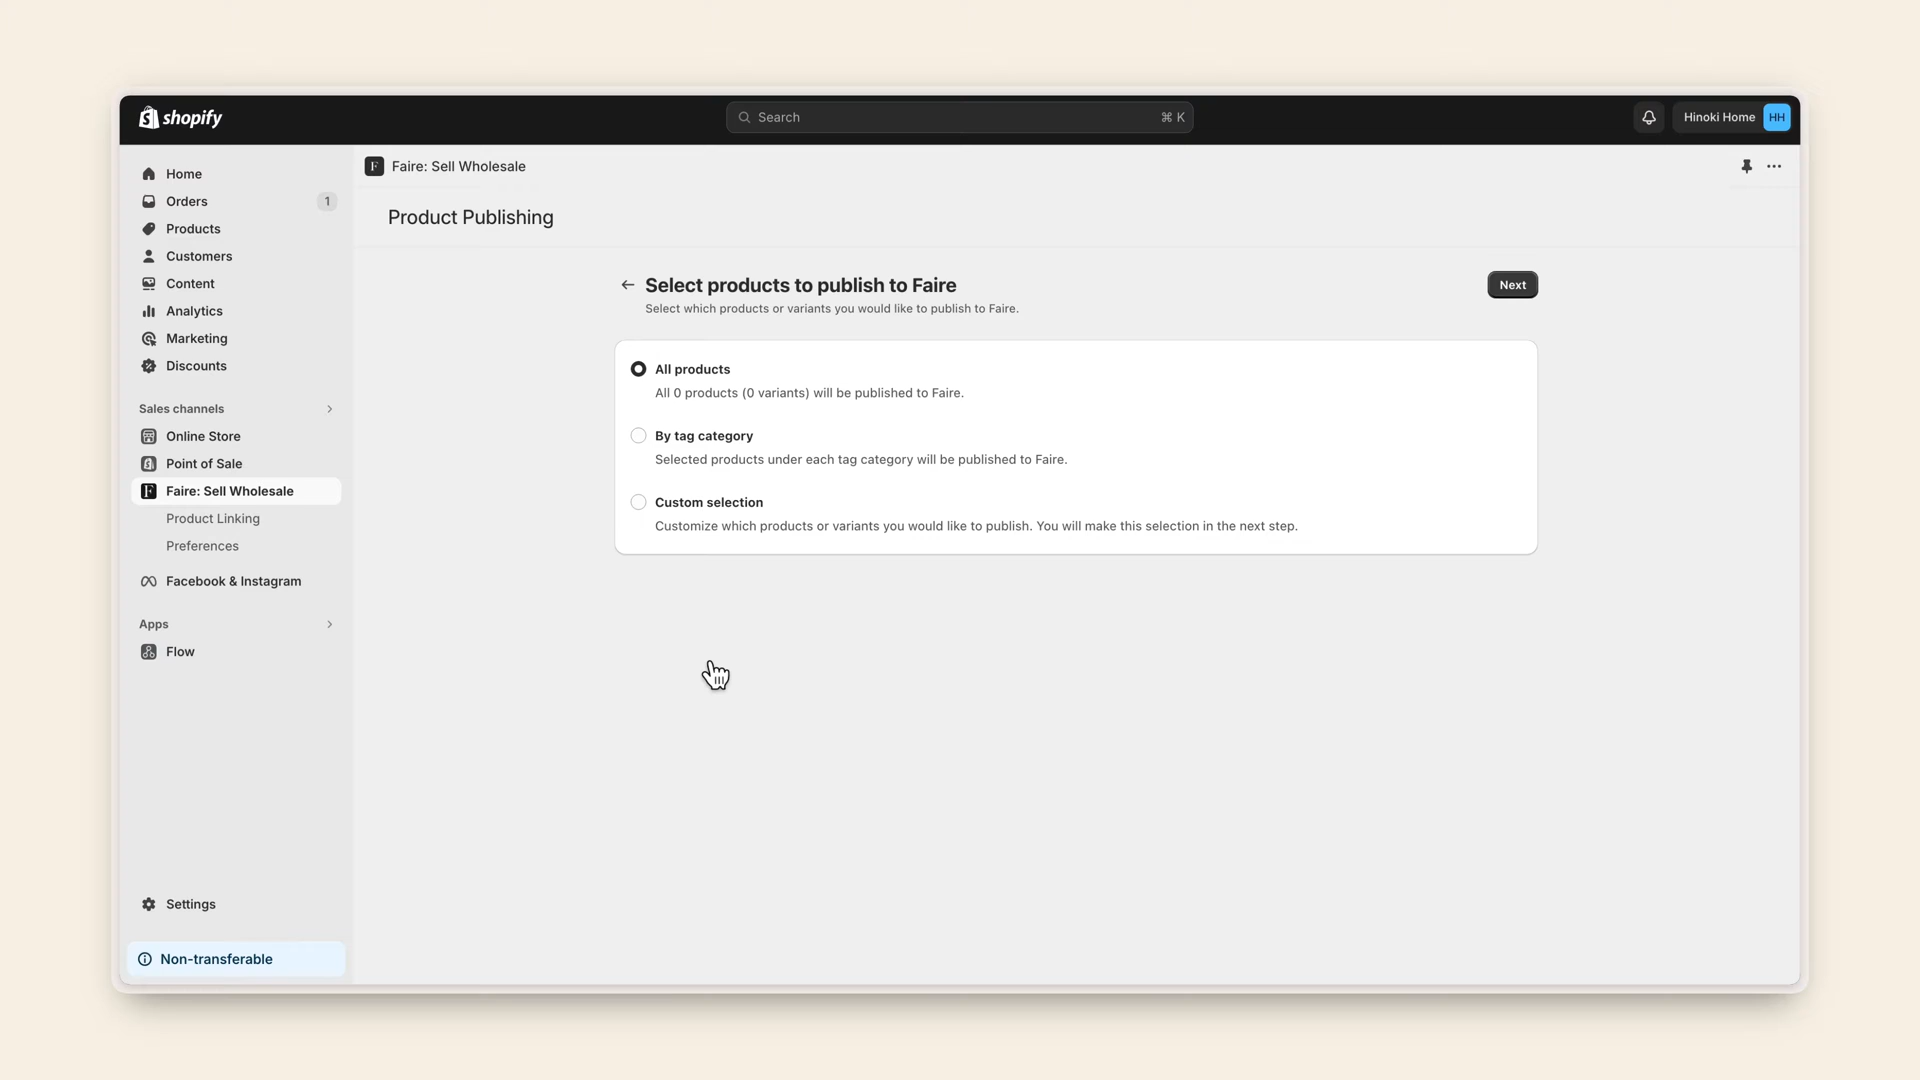 shopify
Search
⌘ K
Hinoki Home
HH
Home
Orders
1
Products
Customers
Content
Analytics
Marketing
Discounts
Sales channels
Online Store
Point of Sale
Faire: Sell Wholesale
Product Linking
Preferences
Facebook & Instagram
Apps
Flow
Settings
Non-transferable
F
Faire: Sell Wholesale
Product Publishing
Select products to publish to Faire
Next
Select which products or variants you would like to publish to Faire.
All products
All 0 products (0 variants) will be published to Faire.
By tag category
Selected products under each tag category will be published to Faire.
Custom selection
Customize which products or variants you would like to publish. You will make this selection in the next step.